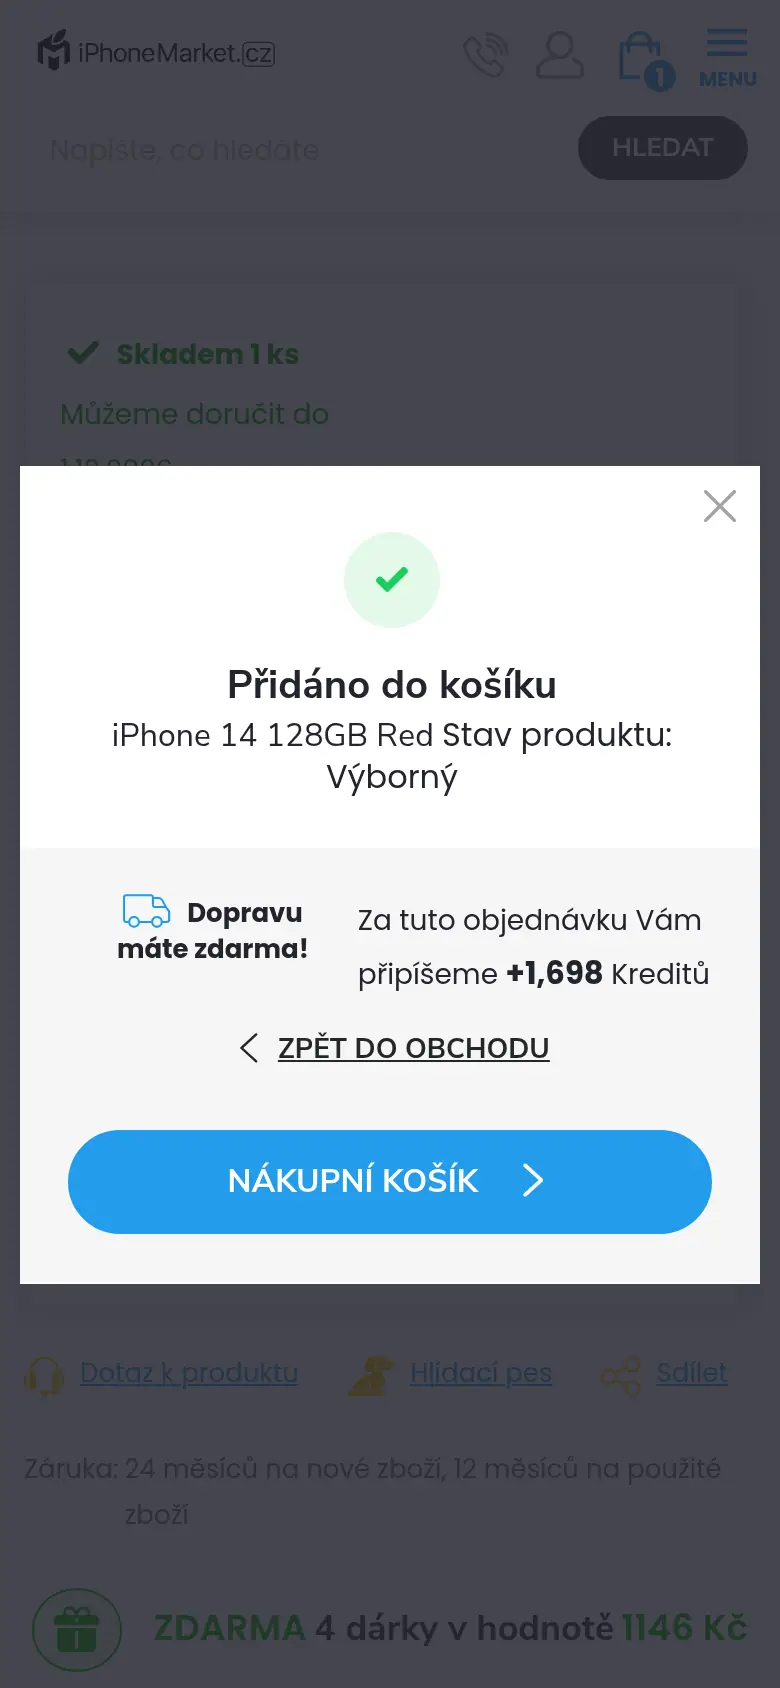 iPhoneMarket.cz
1
MENU
Napište, co hledáte
HLEDAT
Skladem 1 ks
Můžeme doručit do
Přidáno do košíku
iPhone 14 128GB Red Stav produktu:
Výborný
Dopravu
máte zdarma!
Za tuto objednávku Vám
připíšeme +1,698 Kreditů
ZPĚT DO OBCHODU
NÁKUPNÍ KOŠÍK
Dotaz k produktu
Hlídací pes
Sdílet
Záruka: 24 měsíců na nové zboží, 12 měsíců na použité
zboží
ZDARMA 4 dárky v hodnotě 1146 Kč